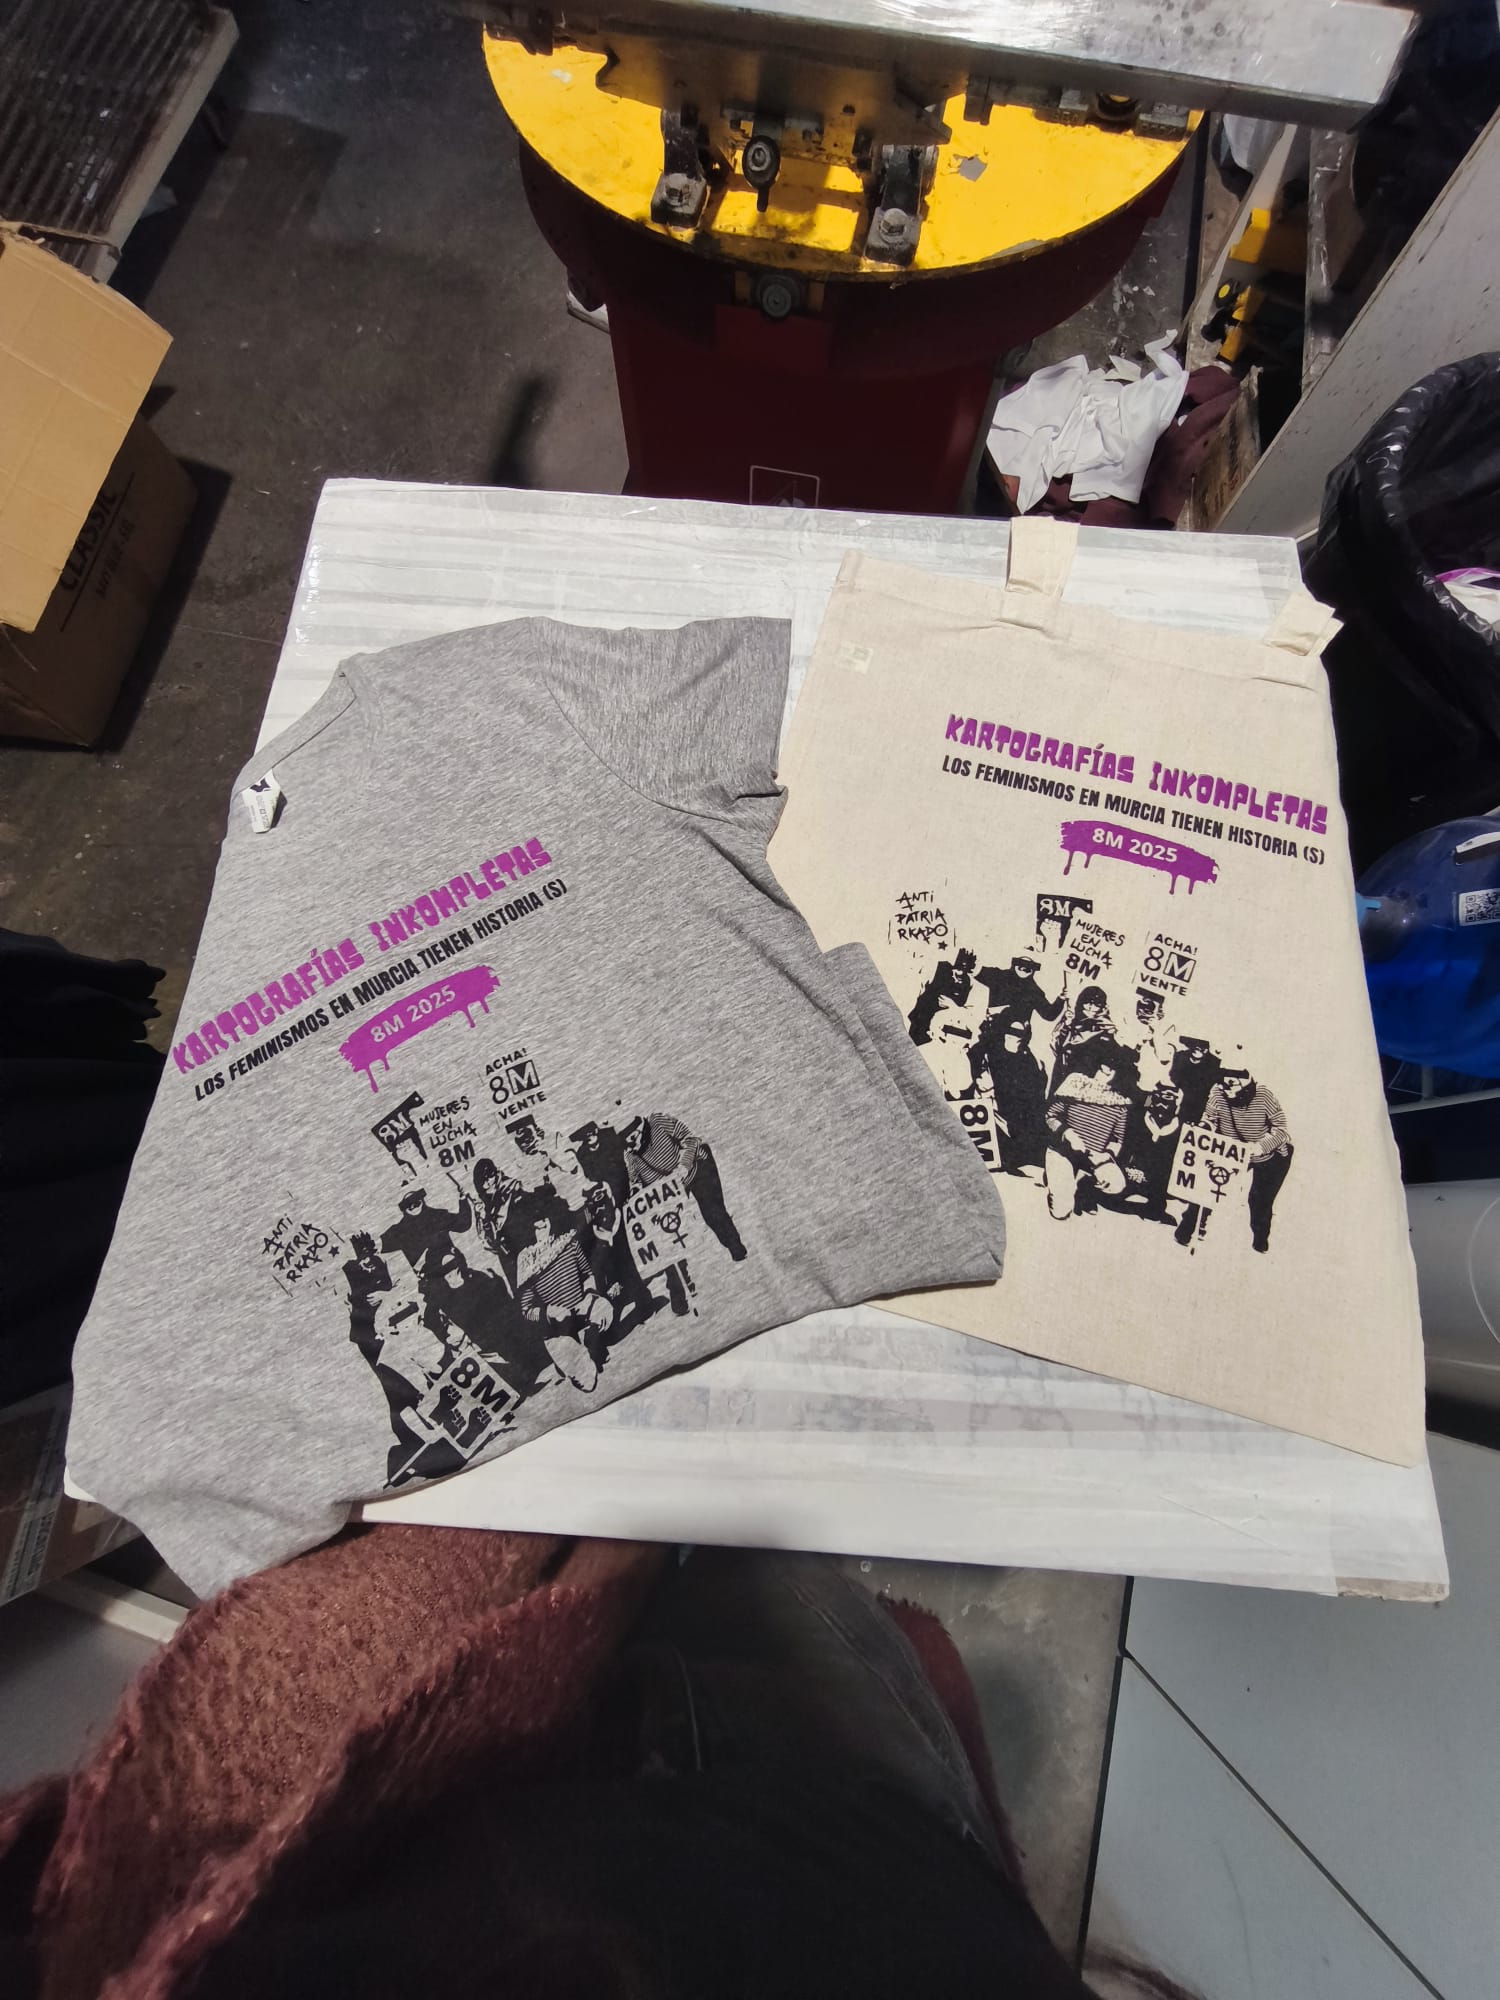 KARTOGRAFÍAS INKOMPLETAS
LOS FEMINISMOS EN MURCIA TIENEN HISTORIA (S)
8M 2025
8M
MUJERES
EN
LUCHA
8M
ACHA!
8M
VENTE
ANTI
PATRIA
RKADO
ACHA!
8
M
8M
KARTOGRAFÍAS INKOMPLETAS
LOS FEMINISMOS EN MURCIA TIENEN HISTORIA (S)
8M 2025
ANTI
PATRIA
RKADO
8M
MUJERES
EN
LUCHA
8M
ACHA!
8M
VENTE
8M
ACHA!
8
M
CLASSIC